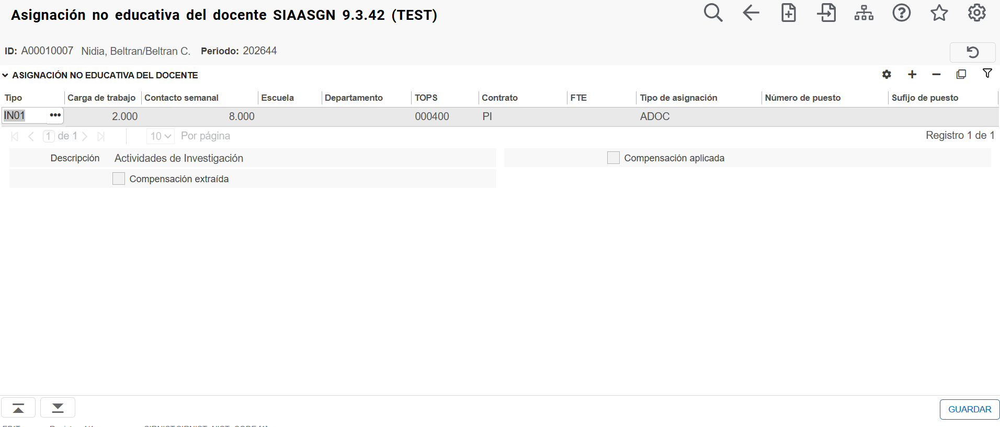 Asignación no educativa del docente SIAASGN 9.3.42 (TEST)
ID: A00010007 Nidia, Beltran/Beltran C. Periodo: 202644
ASIGNACIÓN NO EDUCATIVA DEL DOCENTE
Tipo Carga de trabajo Contacto semanal Escuela Departamento TOPS Contrato FTE Tipo de asignación Número de puesto Sufijo de puesto
IN01 ••• 2.000 8.000 000400 PI ADOC
1 de 1 10 Por página Registro 1 de 1
Descripción Actividades de Investigación Compensación aplicada
Compensación extraída
GUARDAR